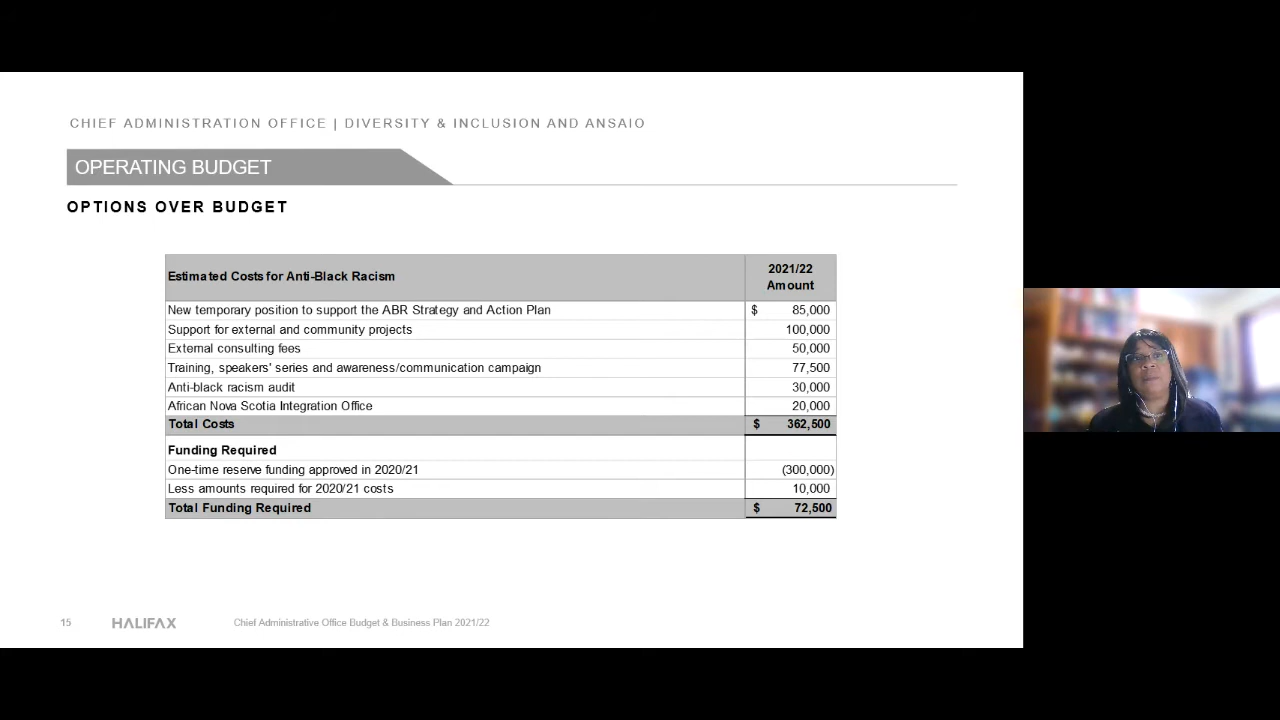 CHIEF ADMINISTRATION OFFICE | DIVERSITY & INCLUSION AND ANSAIO
OPERATING BUDGET
OPTIONS OVER BUDGET
Estimated Costs for Anti-Black Racism 2021/22 Amount
New temporary position to support the ABR Strategy and Action Plan $ 85,000
Support for external and community projects 100,000
External consulting fees 50,000
Training, speakers' series and awareness/communication campaign 77,500
Anti-black racism audit 30,000
African Nova Scotia Integration Office 20,000
Total Costs $ 362,500
Funding Required
One-time reserve funding approved in 2020/21 (300,000)
Less amounts required for 2020/21 costs 10,000
Total Funding Required $ 72,500
15 HALIFAX Chief Administrative Office Budget & Business Plan 2021/22